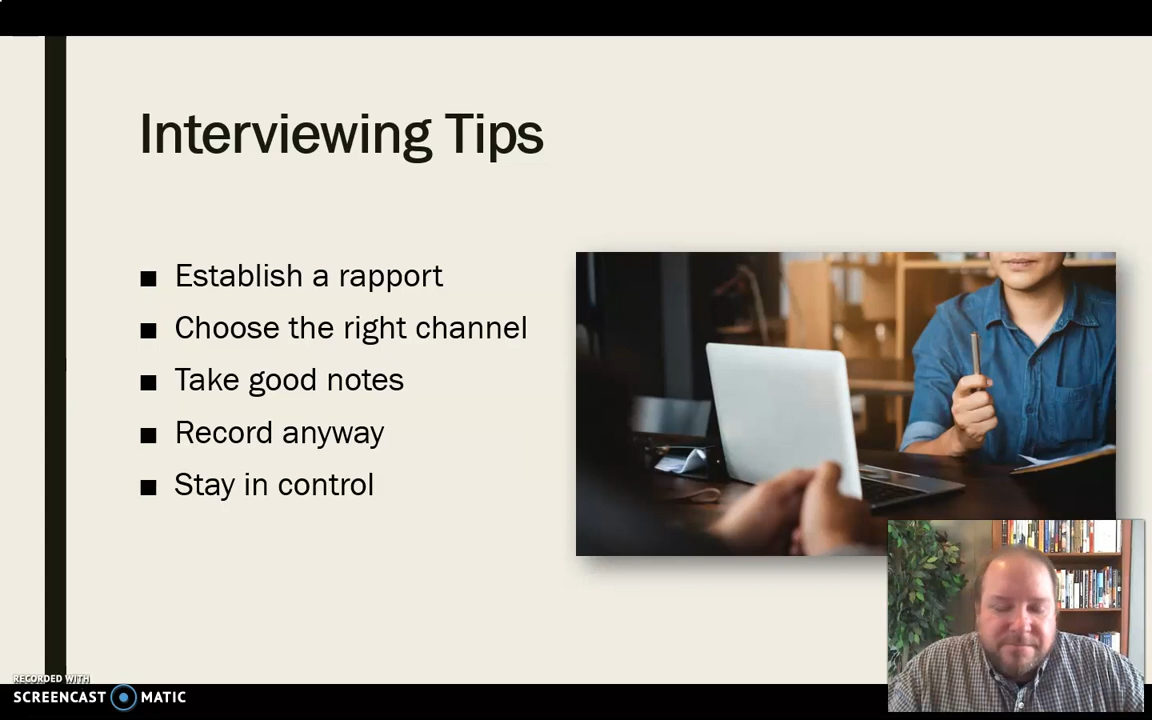 Interviewing Tips
■ Establish a rapport
■ Choose the right channel
■ Take good notes
■ Record anyway
■ Stay in control
RECORDED WITH
SCREENCAST MATIC